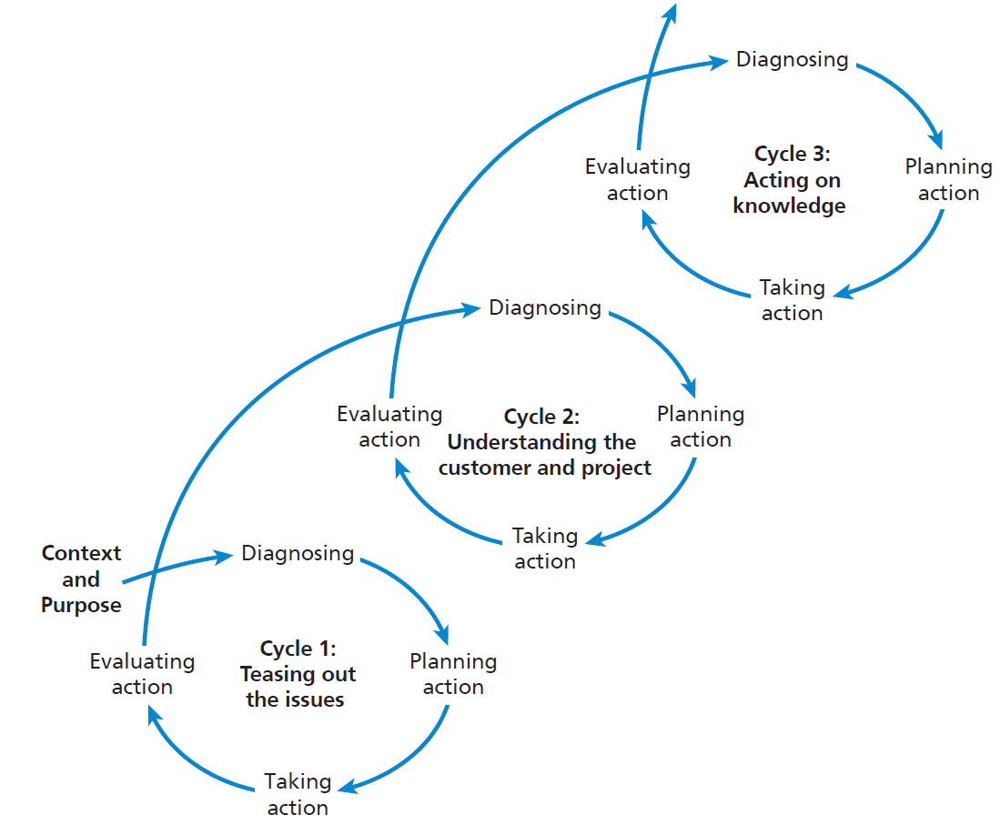 Diagnosing
Evaluating
action
Cycle 3:
Acting on
knowledge
Planning
action
Taking
action
Diagnosing
Evaluating
action
Cycle 2:
Understanding the
customer and project
Planning
action
Taking
action
Context
and
Purpose
Diagnosing
Evaluating
action
Cycle 1:
Teasing out
the issues
Planning
action
Taking
action